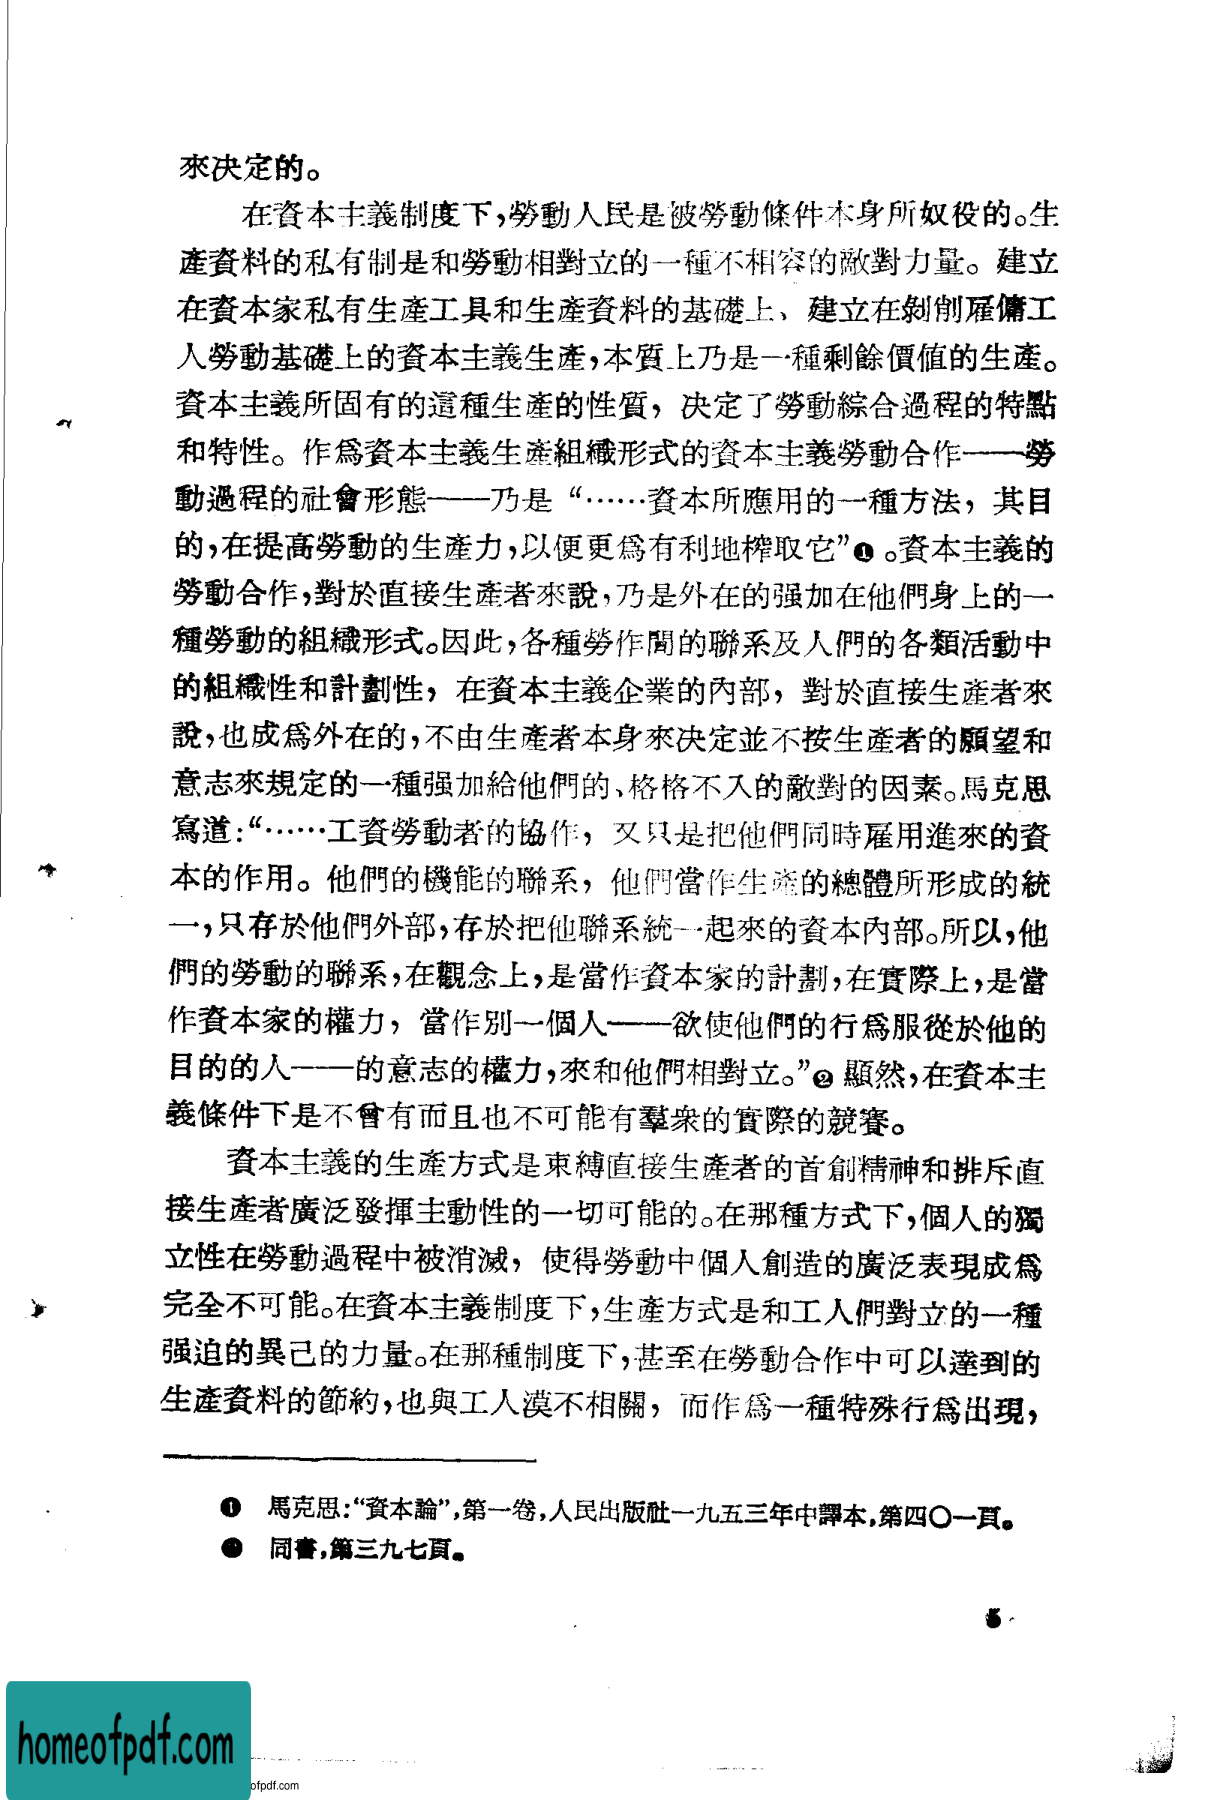 來决定的。
在資本主義制度下，勞動人民是被勞動條件本身所奴役的。生
產資料的私有制是和勞動相對立的一種不相容的敵對力量。建立
在資本家私有生產工具和生產資料的基礎上、建立在剝削雇傭工
人勞動基礎上的資本主義生產，本質上乃是一種剩餘價值的生產。
資本主義所固有的這種生產的性質，决定了勞動綜合過程的特點
和特性。作爲資本主義生產組織形式的資本主義勞動合作——勞
動過程的社會形態——乃是“……資本所應用的一種方法，其目
的，在提高勞動的生產力，以便更爲有利地榨取它”❶。資本主義的
勞動合作，對於直接生產者來說，乃是外在的强加在他們身上的一
種勞動的組織形式。因此，各種勞作間的聯系及人們的各類活動中
的組織性和計劃性，在資本主義企業的內部，對於直接生產者來
說，也成爲外在的，不由生產者本身來决定並不按生產者的願望和
意志來規定的一種强加給他們的、格格不入的敵對的因素。馬克思
寫道：“……工資勞動者的協作，又只是把他們同時雇用進來的資
本的作用。他們的機能的聯系，他們當作生產的總體所形成的統
一，只存於他們外部，存於把他聯系統一起來的資本內部。所以，他
們的勞動的聯系，在觀念上，是當作資本家的計劃，在實際上，是當
作資本家的權力，當作別一個人——欲使他們的行爲服從於他的
目的的人——的意志的權力，來和他們相對立。”❷顯然，在資本主
義條件下是不曾有而且也不可能有羣衆的實際的競賽。
資本主義的生產方式是束縛直接生產者的首創精神和排斥直
接生產者廣泛發揮主動性的一切可能的。在那種方式下，個人的獨
立性在勞動過程中被消滅，使得勞動中個人創造的廣泛表現成爲
完全不可能。在資本主義制度下，生產方式是和工人們對立的一種
强迫的異己的力量。在那種制度下，甚至在勞動合作中可以達到的
生產資料的節約，也與工人漠不相關，而作爲一種特殊行爲出現，
❶ 馬克思：“資本論”，第一卷，人民出版社一九五三年中譯本，第四〇一頁。
同書，第三九七頁。
5
homeofpdf.com
ofpdf.com